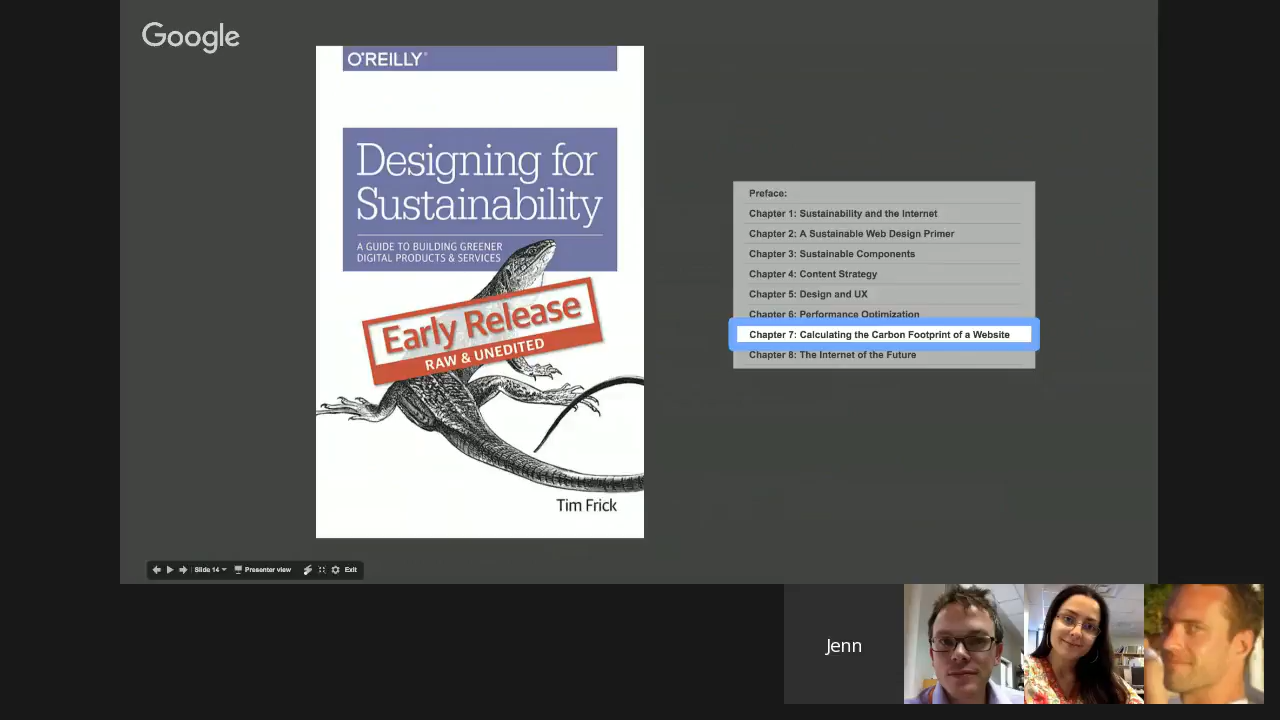 Google
O'REILLY®
Designing for
Sustainability
A GUIDE TO BUILDING GREENER
DIGITAL PRODUCTS & SERVICES
Early Release
RAW & UNEDITED
Tim Frick
Preface:
Chapter 1: Sustainability and the Internet
Chapter 2: A Sustainable Web Design Primer
Chapter 3: Sustainable Components
Chapter 4: Content Strategy
Chapter 5: Design and UX
Chapter 6: Performance Optimization
Chapter 7: Calculating the Carbon Footprint of a Website
Chapter 8: The Internet of the Future
Slide 14 Presenter view Exit
Jenn